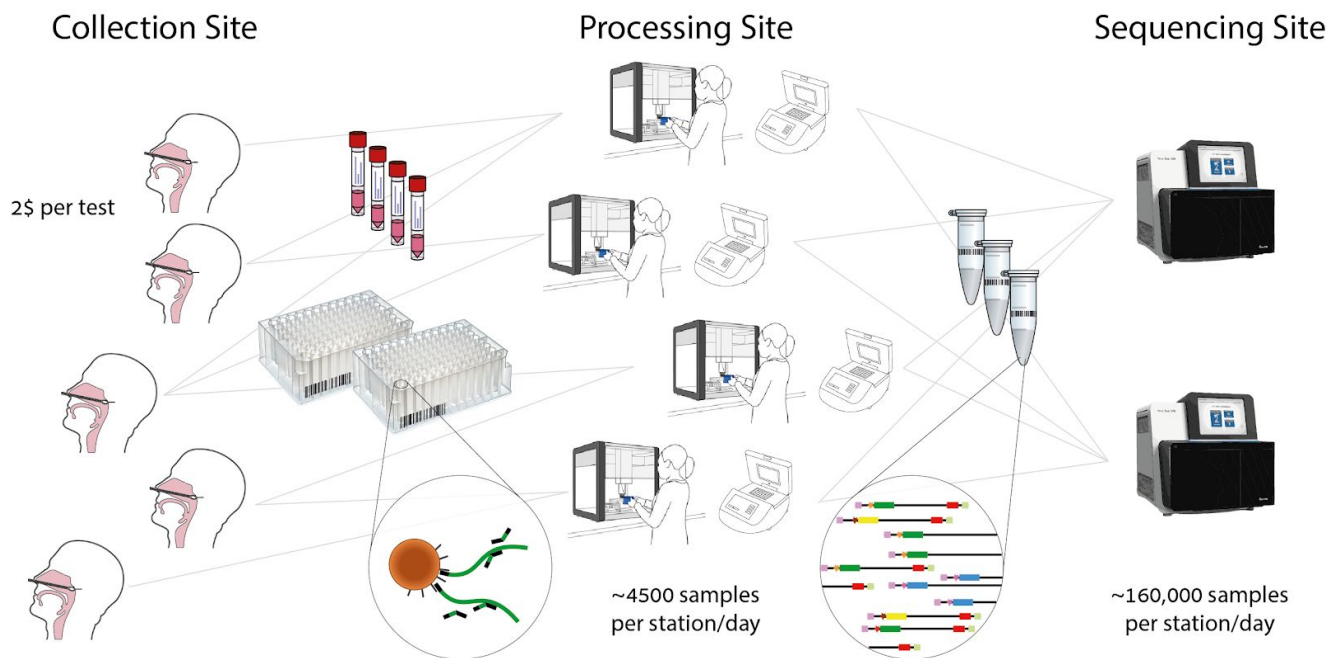 Collection Site
Processing Site
Sequencing Site
2$ per test
~4500 samples
per station/day
~160,000 samples
per station/day